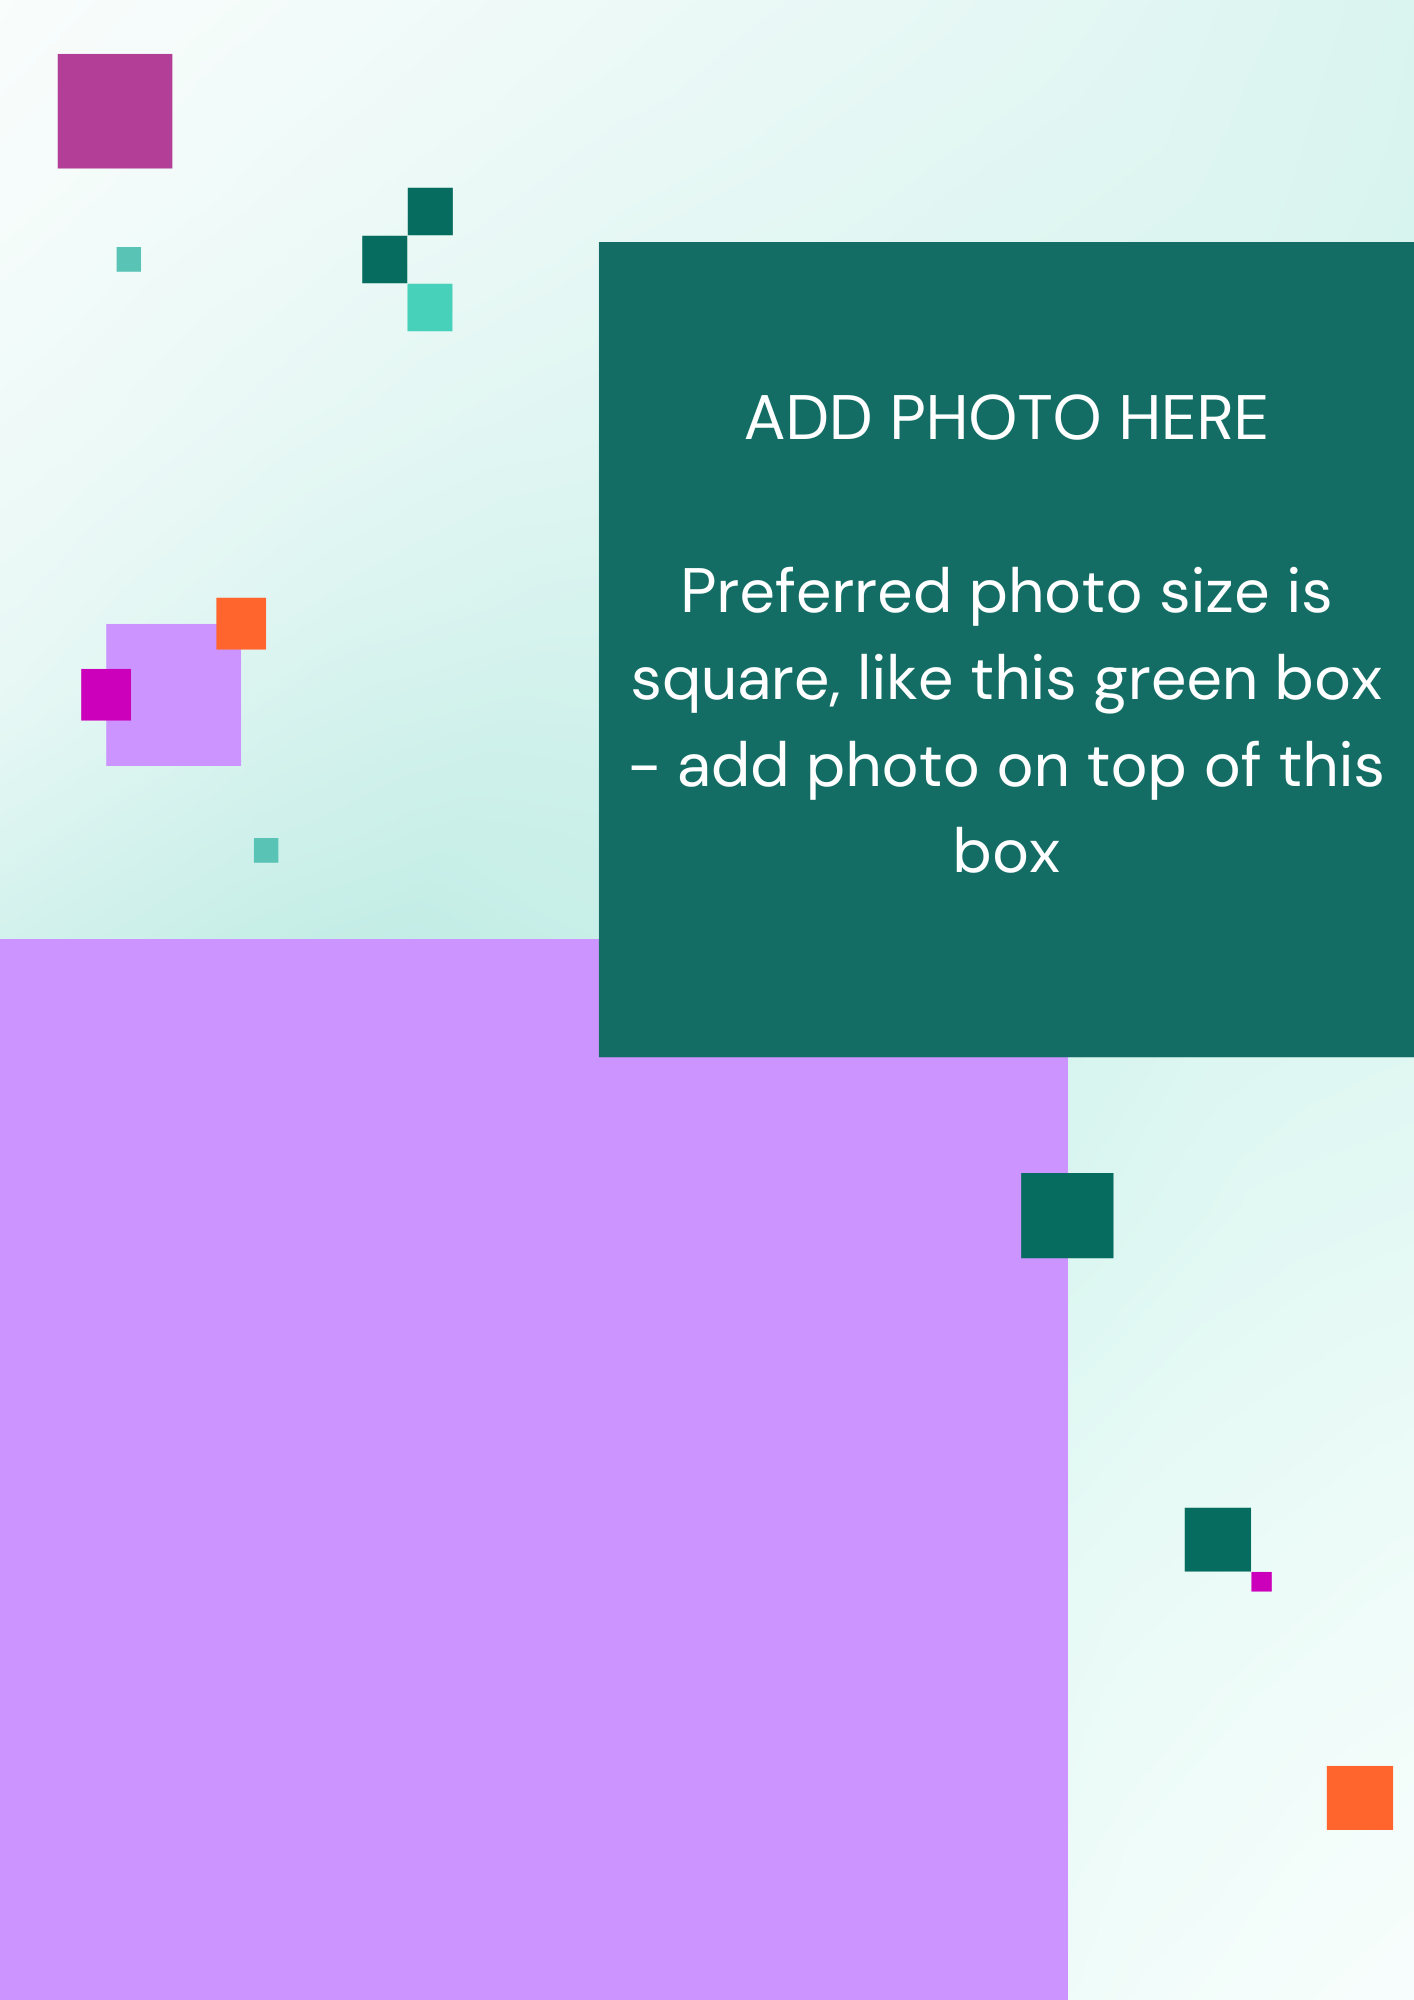 ADD PHOTO HERE
Preferred photo size is
square, like this green box
- add photo on top of this
box